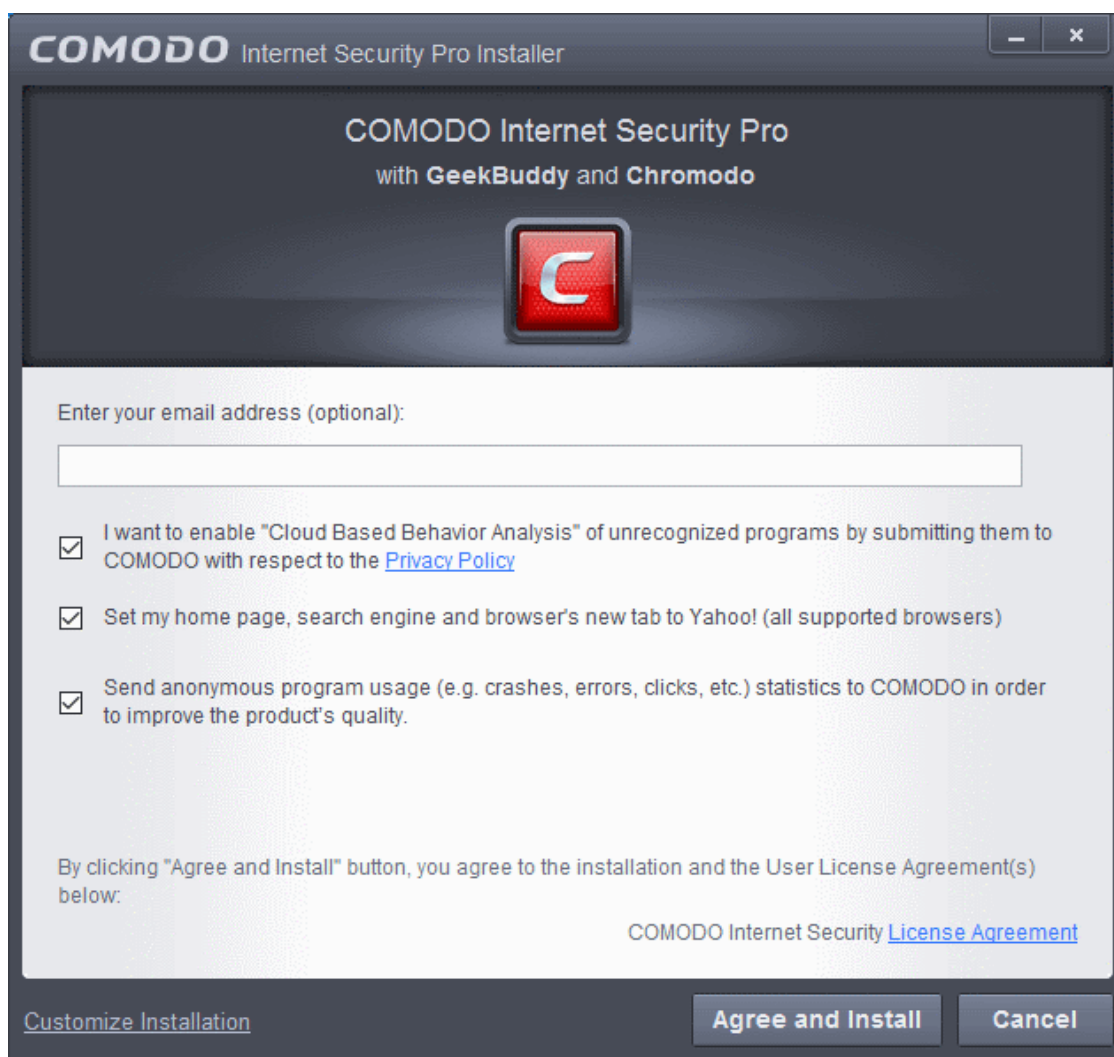 COMODO Internet Security Pro Installer
COMODO Internet Security Pro
with GeekBuddy and Chromodo
C
Enter your email address (optional):
I want to enable "Cloud Based Behavior Analysis" of unrecognized programs by submitting them to
COMODO with respect to the Privacy Policy
Set my home page, search engine and browser's new tab to Yahoo! (all supported browsers)
Send anonymous program usage (e.g. crashes, errors, clicks, etc.) statistics to COMODO in order
to improve the product's quality.
By clicking "Agree and Install" button, you agree to the installation and the User License Agreement(s)
below:
COMODO Internet Security License Agreement
Customize Installation
Agree and Install
Cancel